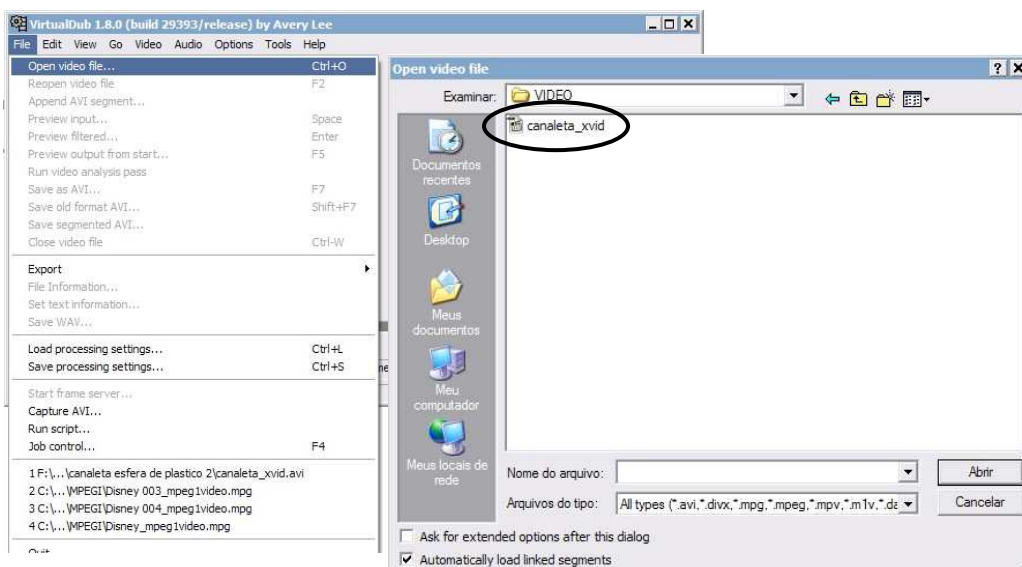 VirtualDub 1.8.0 (build 29393/release) by Avery Lee
File Edit View Go Video Audio Options Tools Help
Open video file... Ctrl+O
Reopen video file F2
Append AVI segment...
Preview input... Space
Preview filtered... Enter
Preview output from start... F5
Run video analysis pass
Save as AVI... F7
Save old format AVI... Shift+F7
Save segmented AVI...
Close video file Ctrl-W
Export
File Information...
Set text information...
Save WAV...
Load processing settings... Ctrl+L
Save processing settings... Ctrl+S
Start frame server...
Capture AVI...
Run script...
Job control... F4
1 F:\...\canaleta esfera de plastico 2\canaleta_xvid.avi
2 C:\...\MPEGI\Disney 003_mpeg1video.mpg
3 C:\...\MPEGI\Disney 004_mpeg1video.mpg
4 C:\...\MPEGI\Disney_mpeg1video.mpg
Open video file
Examinar: VIDEO
canaleta_xvid
Documentos recentes
Desktop
Meus documentos
Meu computador
Meus locais de rede
Nome do arquivo: Abrir
Arquivos do tipo: All types (*.avi,*.divx,*.mpg,*.mpeg,*.mpv,*.m1v,*.da Cancelar
Ask for extended options after this dialog
Automatically load linked segments